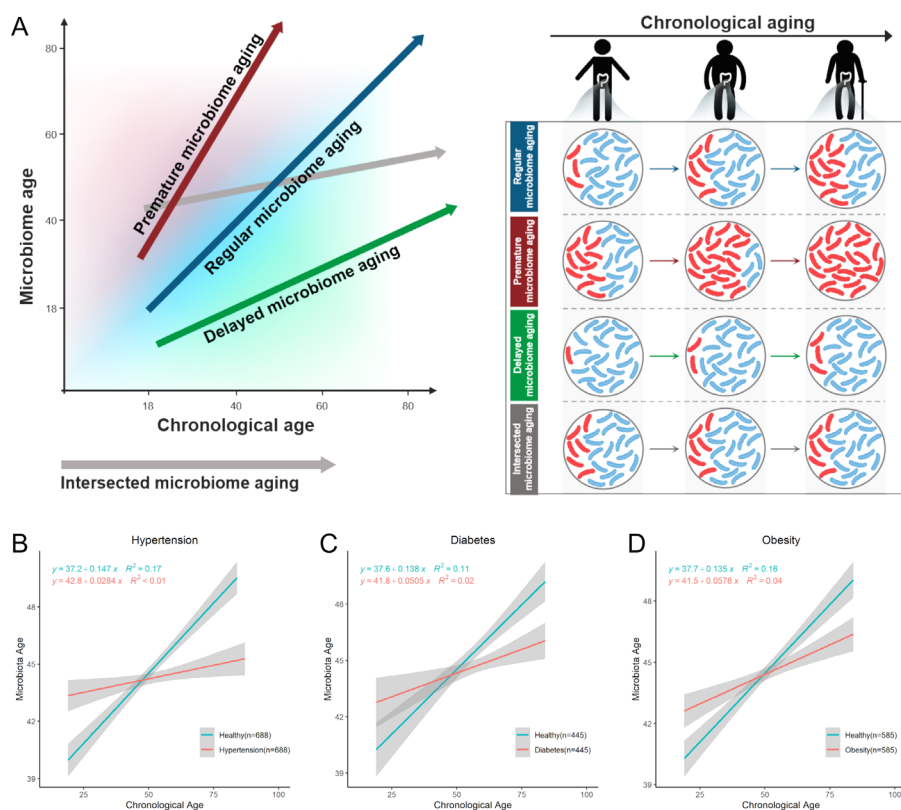 A
Microbiome age
80
60
40
18
Premature microbiome aging
Regular microbiome aging
Delayed microbiome aging
18
40
60
80
Chronological age
Intersected microbiome aging
Chronological aging
Regular
microbiome aging
Premature
microbiome aging
Delayed
microbiome aging
Intersected
microbiome aging
B
Hypertension
y = 37.2 + 0.147 x R² = 0.17
y = 42.8 + 0.0284 x R² < 0.01
Microbiota Age
48
45
42
39
Healthy(n=688)
Hypertension(n=688)
25
50
75
100
Chronological Age
C
Diabetes
y = 37.6 + 0.138 x R² = 0.11
y = 41.8 + 0.0505 x R² = 0.02
Microbiota Age
48
45
42
39
Healthy(n=445)
Diabetes(n=445)
25
50
75
100
Chronological Age
D
Obesity
y = 37.7 + 0.135 x R² = 0.16
y = 41.5 + 0.0578 x R² = 0.04
Microbiota Age
48
45
42
39
Healthy(n=585)
Obesity(n=585)
25
50
75
100
Chronological Age